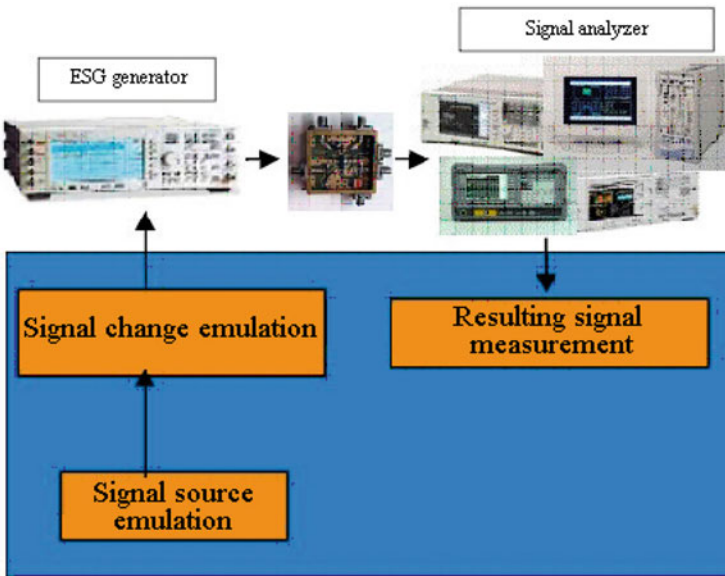 Signal analyzer
ESG generator
Signal change emulation
Resulting signal
measurement
Signal source
emulation